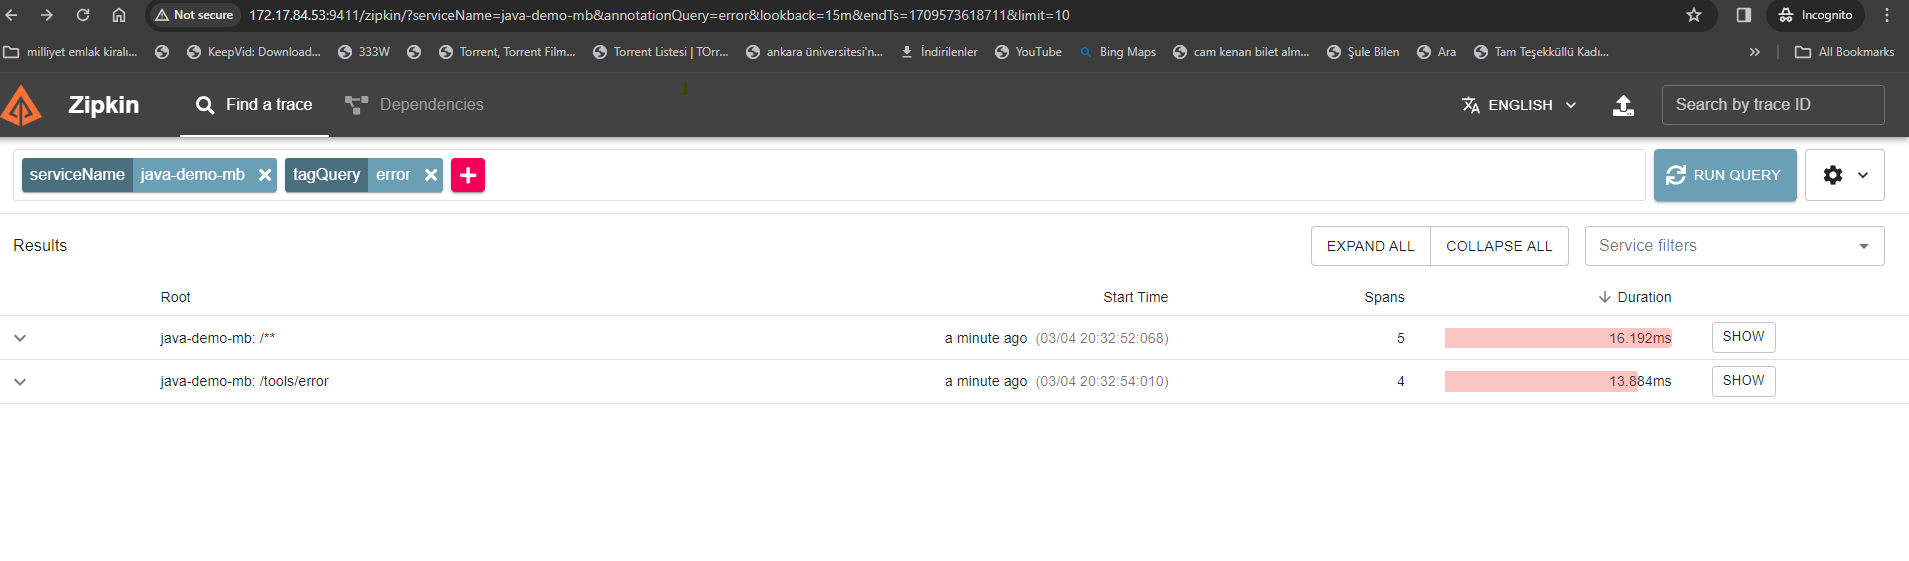 Not secure 172.17.84.53:9411/zipkin/?serviceName=java-demo-mb&annotationQuery=error&lookback=15m&endTs=1709573618711&limit=10 Incognito
milliyet emlak kiralı... KeepVid: Download... 333W Torrent, Torrent Film... Torrent Listesi | TOrr... ankara üniversitesi'n... İndirilenler YouTube Bing Maps cam kenarı bilet alm... Şule Bilen Ara Tam Teşekküllü Kadı... » All Bookmarks
Zipkin Find a trace Dependencies ENGLISH Search by trace ID
serviceName java-demo-mb tagQuery error RUN QUERY
Results EXPAND ALL COLLAPSE ALL Service filters
Root Start Time Spans Duration
java-demo-mb: /** a minute ago (03/04 20:32:52:068) 5 16.192ms SHOW
java-demo-mb: /tools/error a minute ago (03/04 20:32:54:010) 4 13.884ms SHOW